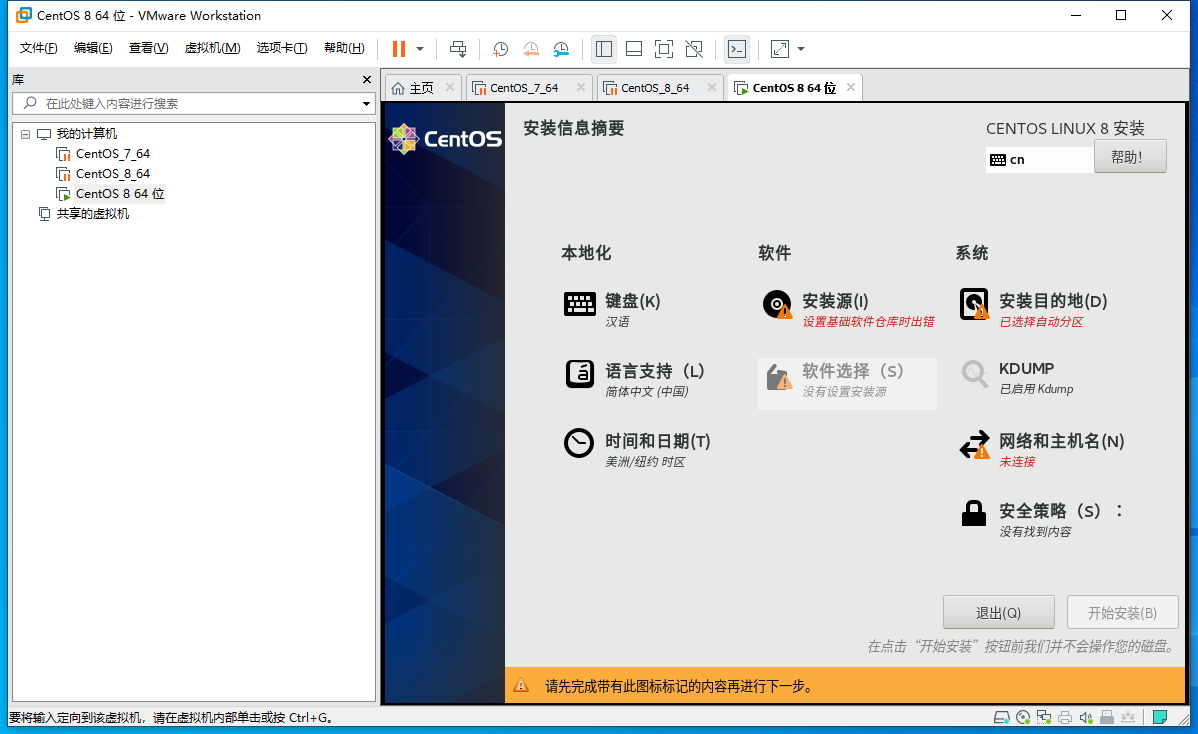 CentOS 8 64 位 - VMware Workstation
文件(F) 编辑(E) 查看(V) 虚拟机(M) 选项卡(T) 帮助(H)
库
在此处键入内容进行搜索
我的计算机
CentOS_7_64
CentOS_8_64
CentOS 8 64 位
共享的虚拟机
主页 CentOS_7_64 CentOS_8_64 CentOS 8 64 位
CentOS
安装信息摘要
CENTOS LINUX 8 安装
cn
帮助!
本地化
键盘(K)
汉语
语言支持（L）
简体中文 (中国)
时间和日期(T)
美洲/纽约 时区
软件
安装源(I)
设置基础软件仓库时出错
软件选择（S）
没有设置安装源
系统
安装目的地(D)
已选择自动分区
KDUMP
已启用 Kdump
网络和主机名(N)
未连接
安全策略（S）：
没有找到内容
退出(Q)
开始安装(B)
在点击“开始安装”按钮前我们并不会操作您的磁盘。
请先完成带有此图标标记的内容再进行下一步。
要将输入定向到该虚拟机，请在虚拟机内部单击或按 Ctrl+G。